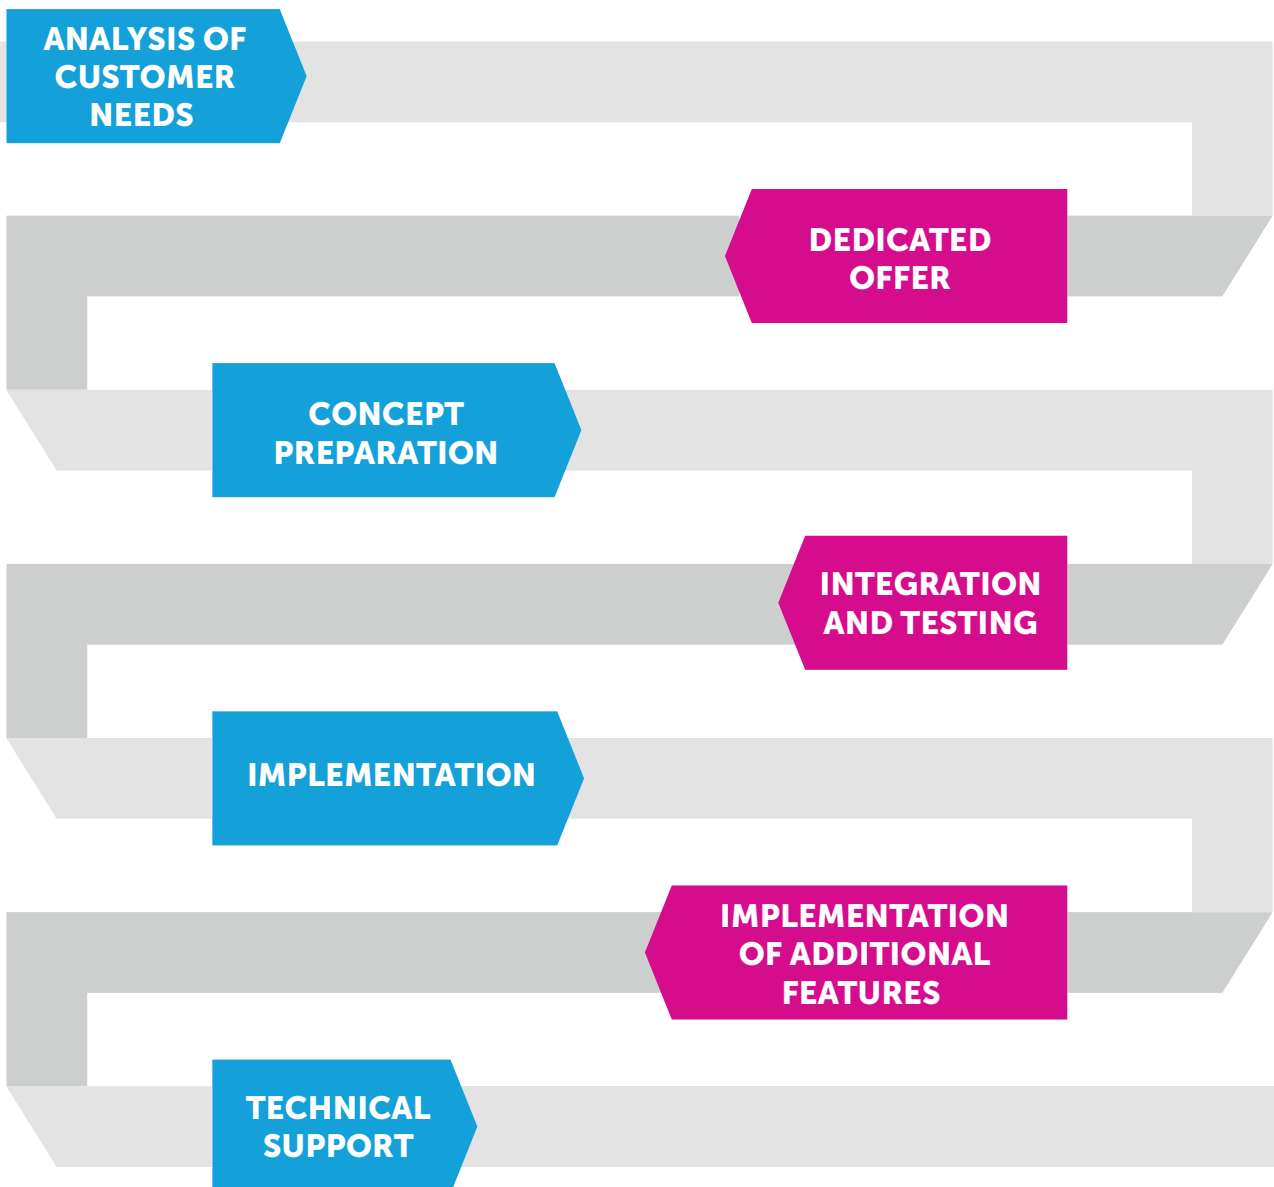 ANALYSIS OF
CUSTOMER
NEEDS
DEDICATED
OFFER
CONCEPT
PREPARATION
INTEGRATION
AND TESTING
IMPLEMENTATION
IMPLEMENTATION
OF ADDITIONAL
FEATURES
TECHNICAL
SUPPORT